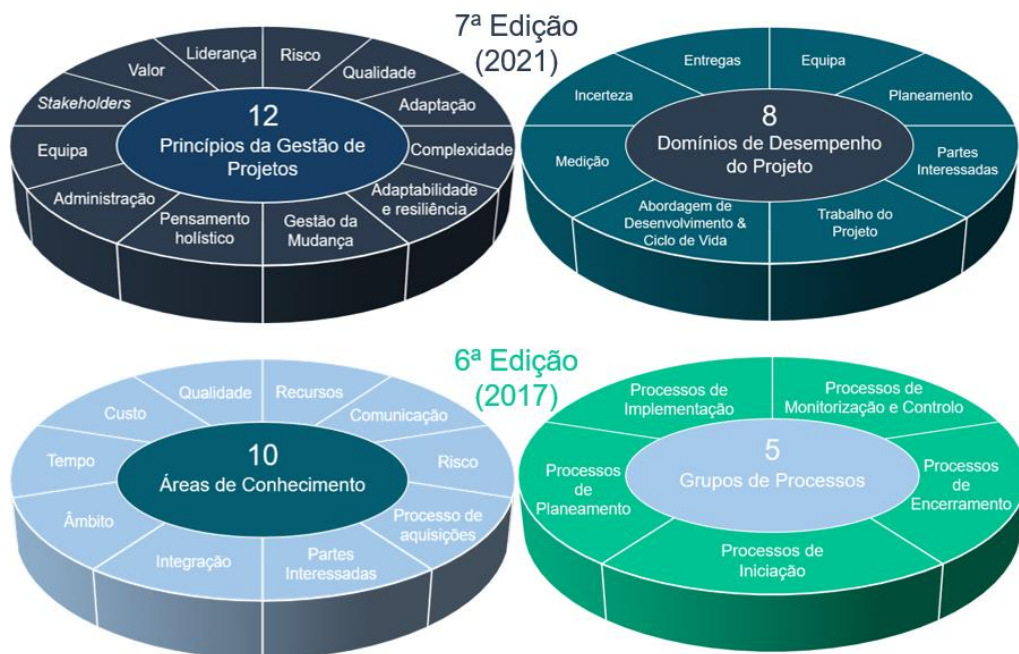 7ª Edição
(2021)
12
Princípios da Gestão de
Projetos
Liderança
Risco
Qualidade
Adaptação
Complexidade
Adaptabilidade
e resiliência
Gestão da
Mudança
Pensamento
holístico
Administração
Equipa
Stakeholders
Valor
8
Domínios de Desempenho
do Projeto
Entregas
Equipa
Planeamento
Partes
Interessadas
Trabalho do
Projeto
Abordagem de
Desenvolvimento &
Ciclo de Vida
Medição
Incerteza
6ª Edição
(2017)
10
Áreas de Conhecimento
Qualidade
Recursos
Comunicação
Risco
Processo de
aquisições
Partes
Interessadas
Integração
Âmbito
Tempo
Custo
5
Grupos de Processos
Processos de
Implementação
Processos de
Monitorização e Controlo
Processos
de
Encerramento
Processos de
Iniciação
Processos
de
Planeamento